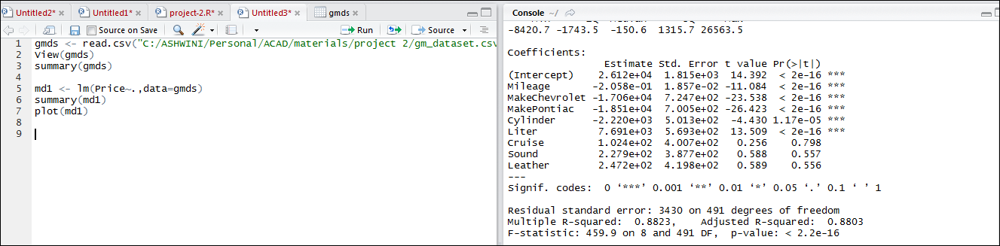 Untitled2* × Untitled1* × project-2.R* × Untitled3* × gmds ×
Source on Save Run Source
1 gmds <- read.csv("C:/ASHWINI/Personal/ACAD/materials/project 2/gm_dataset.csv
2 View(gmds)
3 summary(gmds)
4
5 md1 <- lm(Price~.,data=gmds)
6 summary(md1)
7 plot(md1)
8
9
Console ~/
-8420.7 -1743.5 -150.6 1315.7 26563.5
Coefficients:
Estimate Std. Error t value Pr(>|t|)
(Intercept) 2.612e+04 1.815e+03 14.392 < 2e-16 ***
Mileage -2.058e-01 1.857e-02 -11.084 < 2e-16 ***
MakeChevrolet -1.706e+04 7.247e+02 -23.538 < 2e-16 ***
MakePontiac -1.851e+04 7.005e+02 -26.423 < 2e-16 ***
Cylinder -2.220e+03 5.013e+02 -4.430 1.17e-05 ***
Liter 7.691e+03 5.693e+02 13.509 < 2e-16 ***
Cruise 1.024e+02 4.007e+02 0.256 0.798
Sound 2.279e+02 3.877e+02 0.588 0.557
Leather 2.472e+02 4.198e+02 0.589 0.556
---
Signif. codes: 0 ‘***’ 0.001 ‘**’ 0.01 ‘*’ 0.05 ‘.’ 0.1 ‘ ’ 1
Residual standard error: 3430 on 491 degrees of freedom
Multiple R-squared: 0.8823, Adjusted R-squared: 0.8803
F-statistic: 459.9 on 8 and 491 DF, p-value: < 2.2e-16